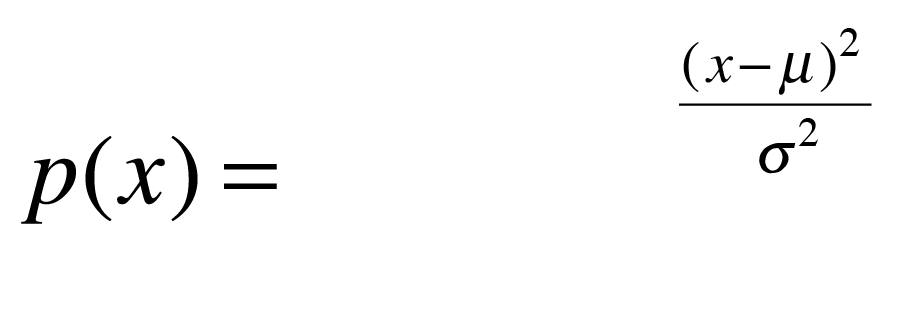 p(x) = (x−μ)²/σ²